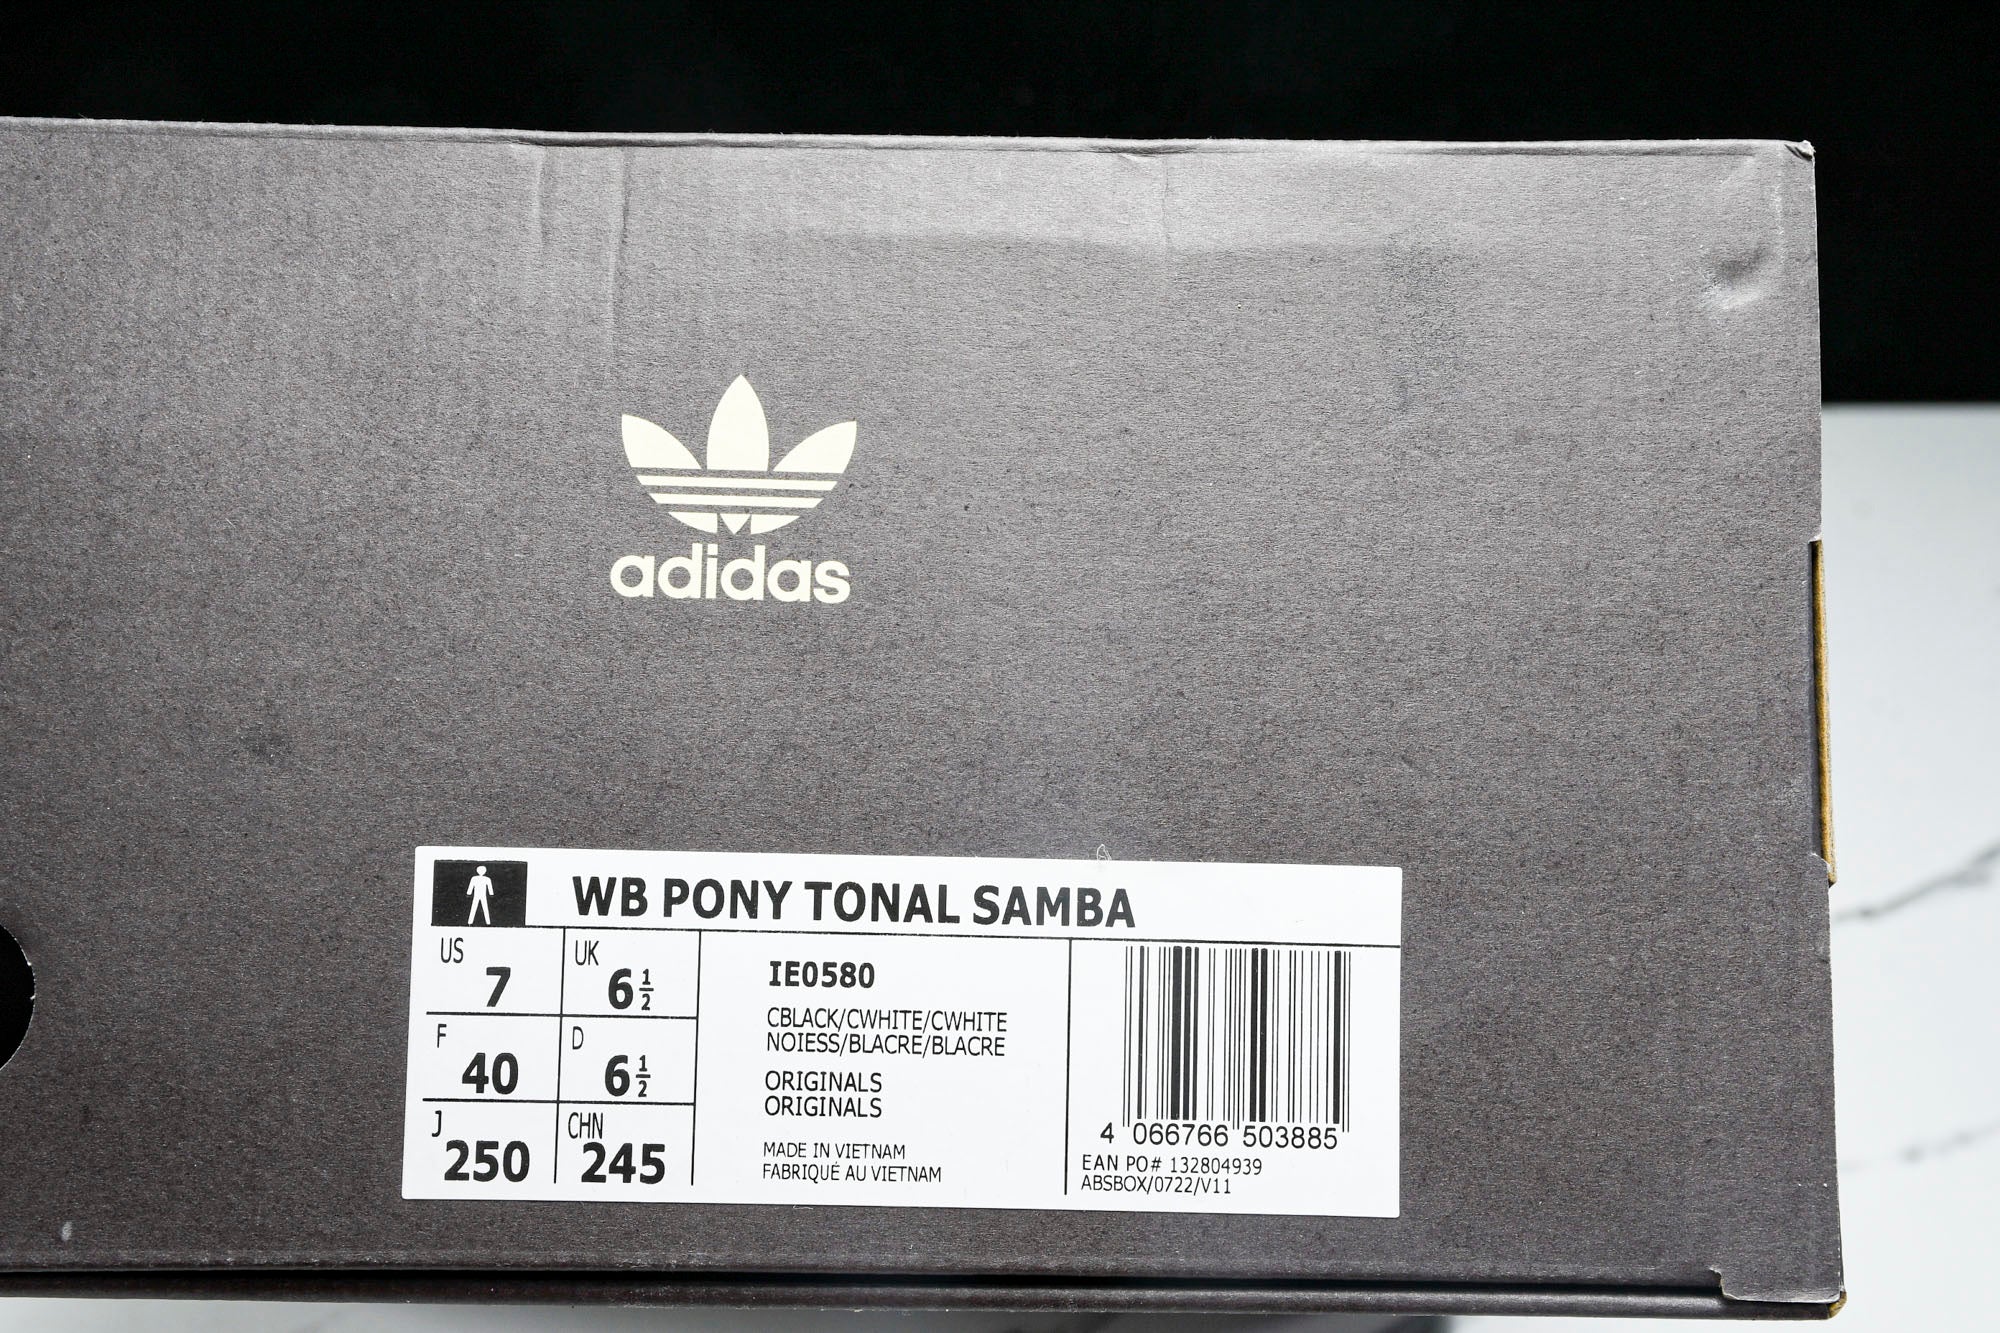 adidas
WB PONY TONAL SAMBA
US
7
UK
6 1/2
F
40
D
6 1/2
J
250
CHN
245
IE0580
CBLACK/CWHITE/CWHITE
NOIESS/BLACRE/BLACRE
ORIGINALS
ORIGINALS
MADE IN VIETNAM
FABRIQUÉ AU VIETNAM
4 066766 503885
EAN PO# 132804939
ABSBOX/0722/V11